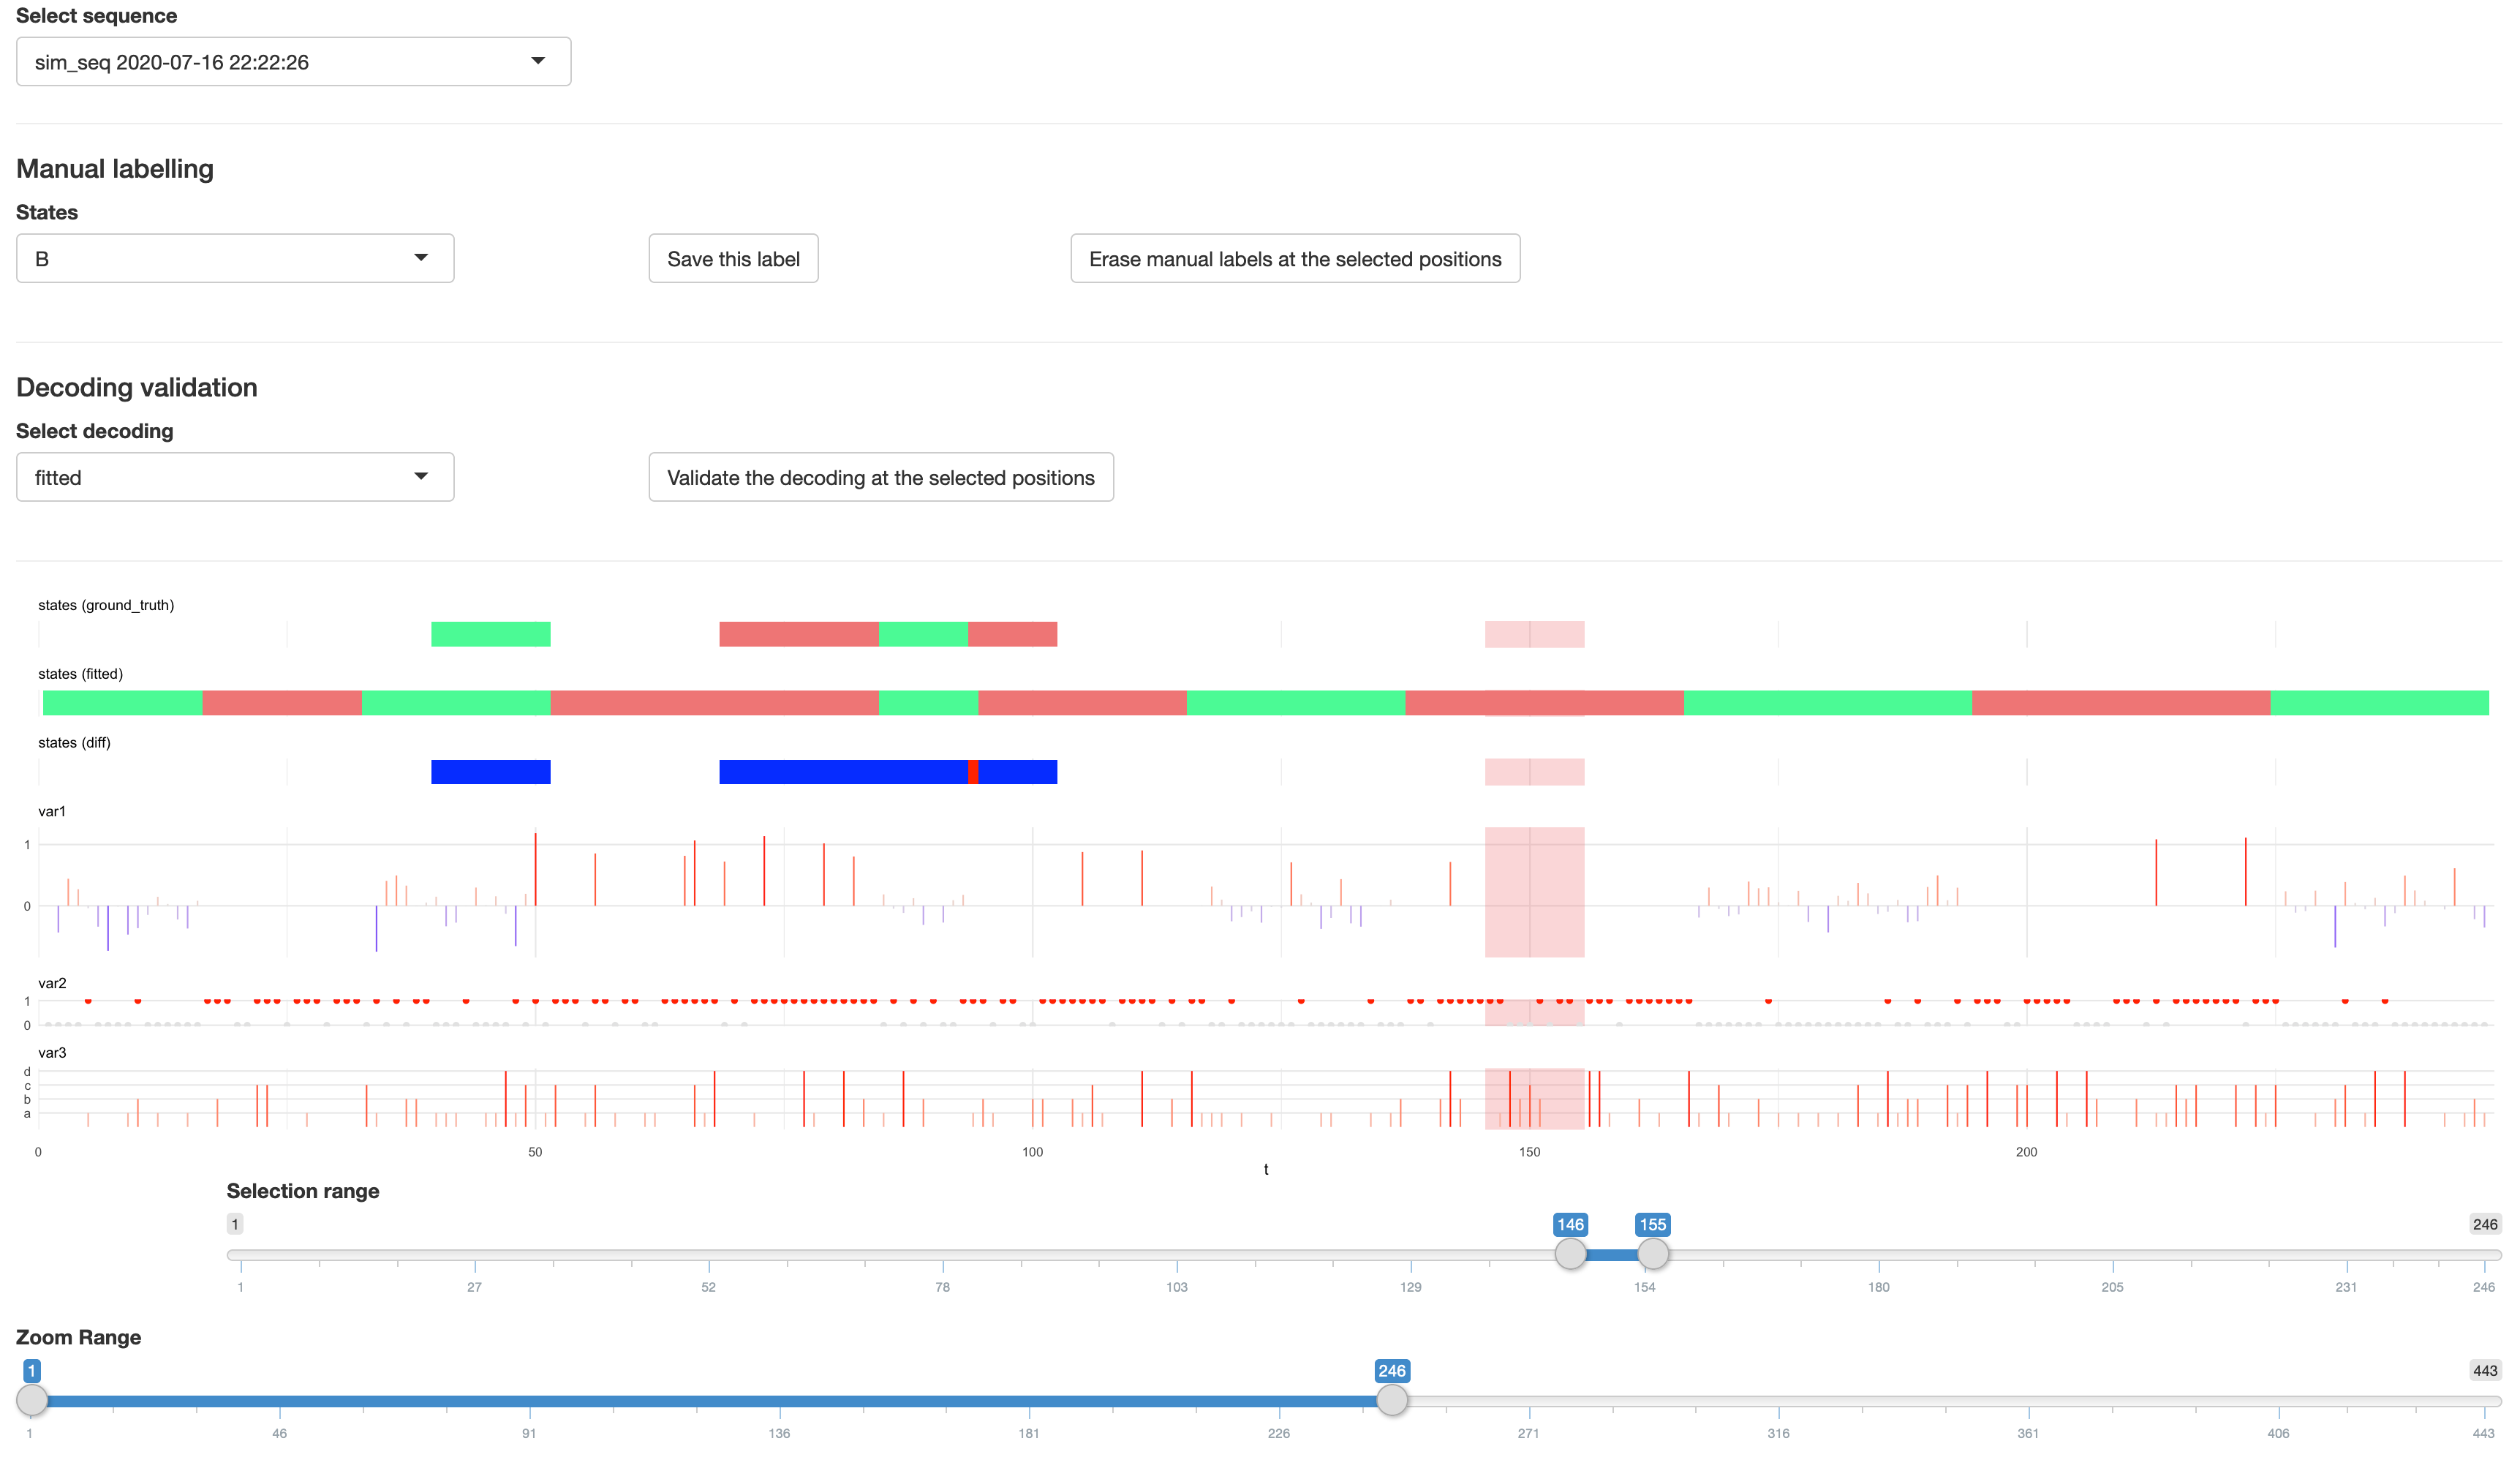 Select sequence
sim_seq 2020-07-16 22:22:26
Manual labelling
States
B
Save this label
Erase manual labels at the selected positions
Decoding validation
Select decoding
fitted
Validate the decoding at the selected positions
states (ground_truth)
states (fitted)
states (diff)
var1
1
0
var2
1
0
var3
d
c
b
a
0 50 100 150 200
t
Selection range
1 146 155 246
1 27 52 78 103 129 154 180 205 231 246
Zoom Range
1 246 443
1 46 91 136 181 226 271 316 361 406 443